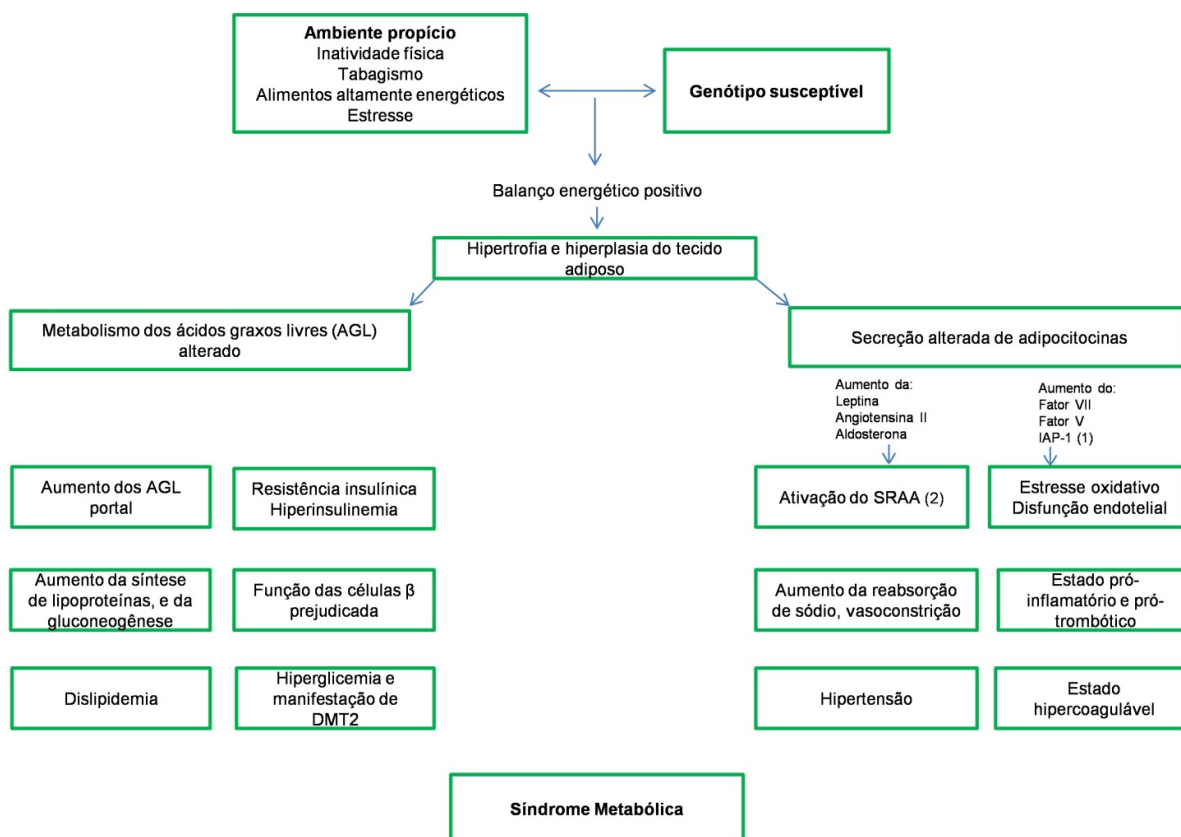 Ambiente propício
Inatividade física
Tabagismo
Alimentos altamente energéticos
Estresse
Genótipo susceptível
Balanço energético positivo
Hipertrofia e hiperplasia do tecido
adiposo
Metabolismo dos ácidos graxos livres (AGL)
alterado
Secreção alterada de adipocitocinas
Aumento da:
Leptina
Angiotensina II
Aldosterona
Aumento do:
Fator VII
Fator V
IAP-1 (1)
Aumento dos AGL
portal
Resistência insulínica
Hiperinsulinemia
Ativação do SRAA (2)
Estresse oxidativo
Disfunção endotelial
Aumento da síntese
de lipoproteínas, e da
gluconeogênese
Função das células β
prejudicada
Aumento da reabsorção
de sódio, vasoconstrição
Estado pró-
inflamatório e pró-
trombótico
Dislipidemia
Hiperglicemia e
manifestação de
DMT2
Hipertensão
Estado
hipercoagulável
Síndrome Metabólica